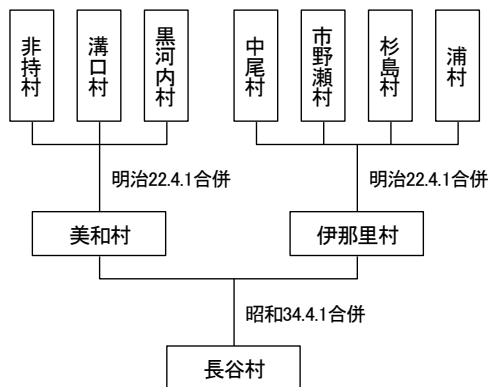 非持村
溝口村
黒河内村
中尾村
市野瀬村
杉島村
浦村
明治22.4.1合併
明治22.4.1合併
美和村
伊那里村
昭和34.4.1合併
長谷村